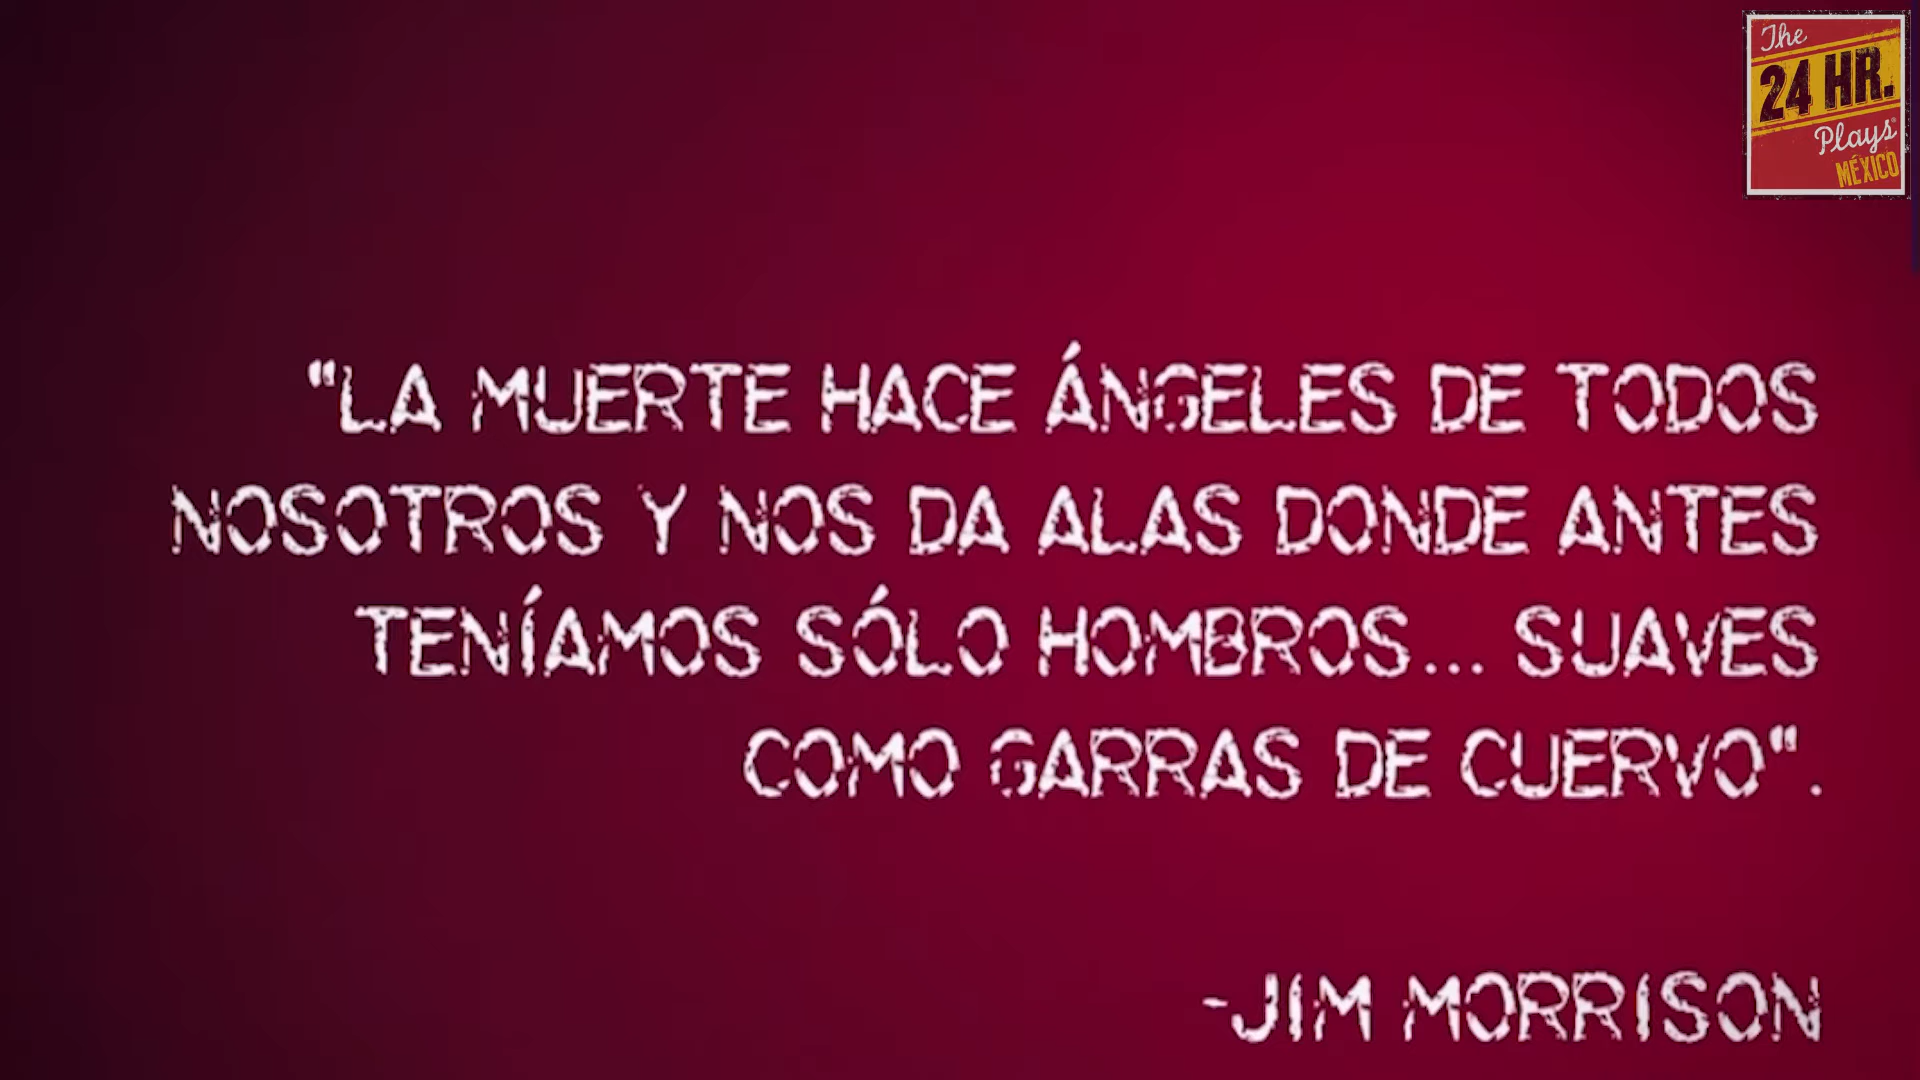 The
24 HR.
Plays
MÉXICO
"LA MUERTE HACE ÁNGELES DE TODOS
NOSOTROS Y NOS DA ALAS DONDE ANTES
TENÍAMOS SÓLO HOMBROS... SUAVES
COMO GARRAS DE CUERVO".
-JIM MORRISON